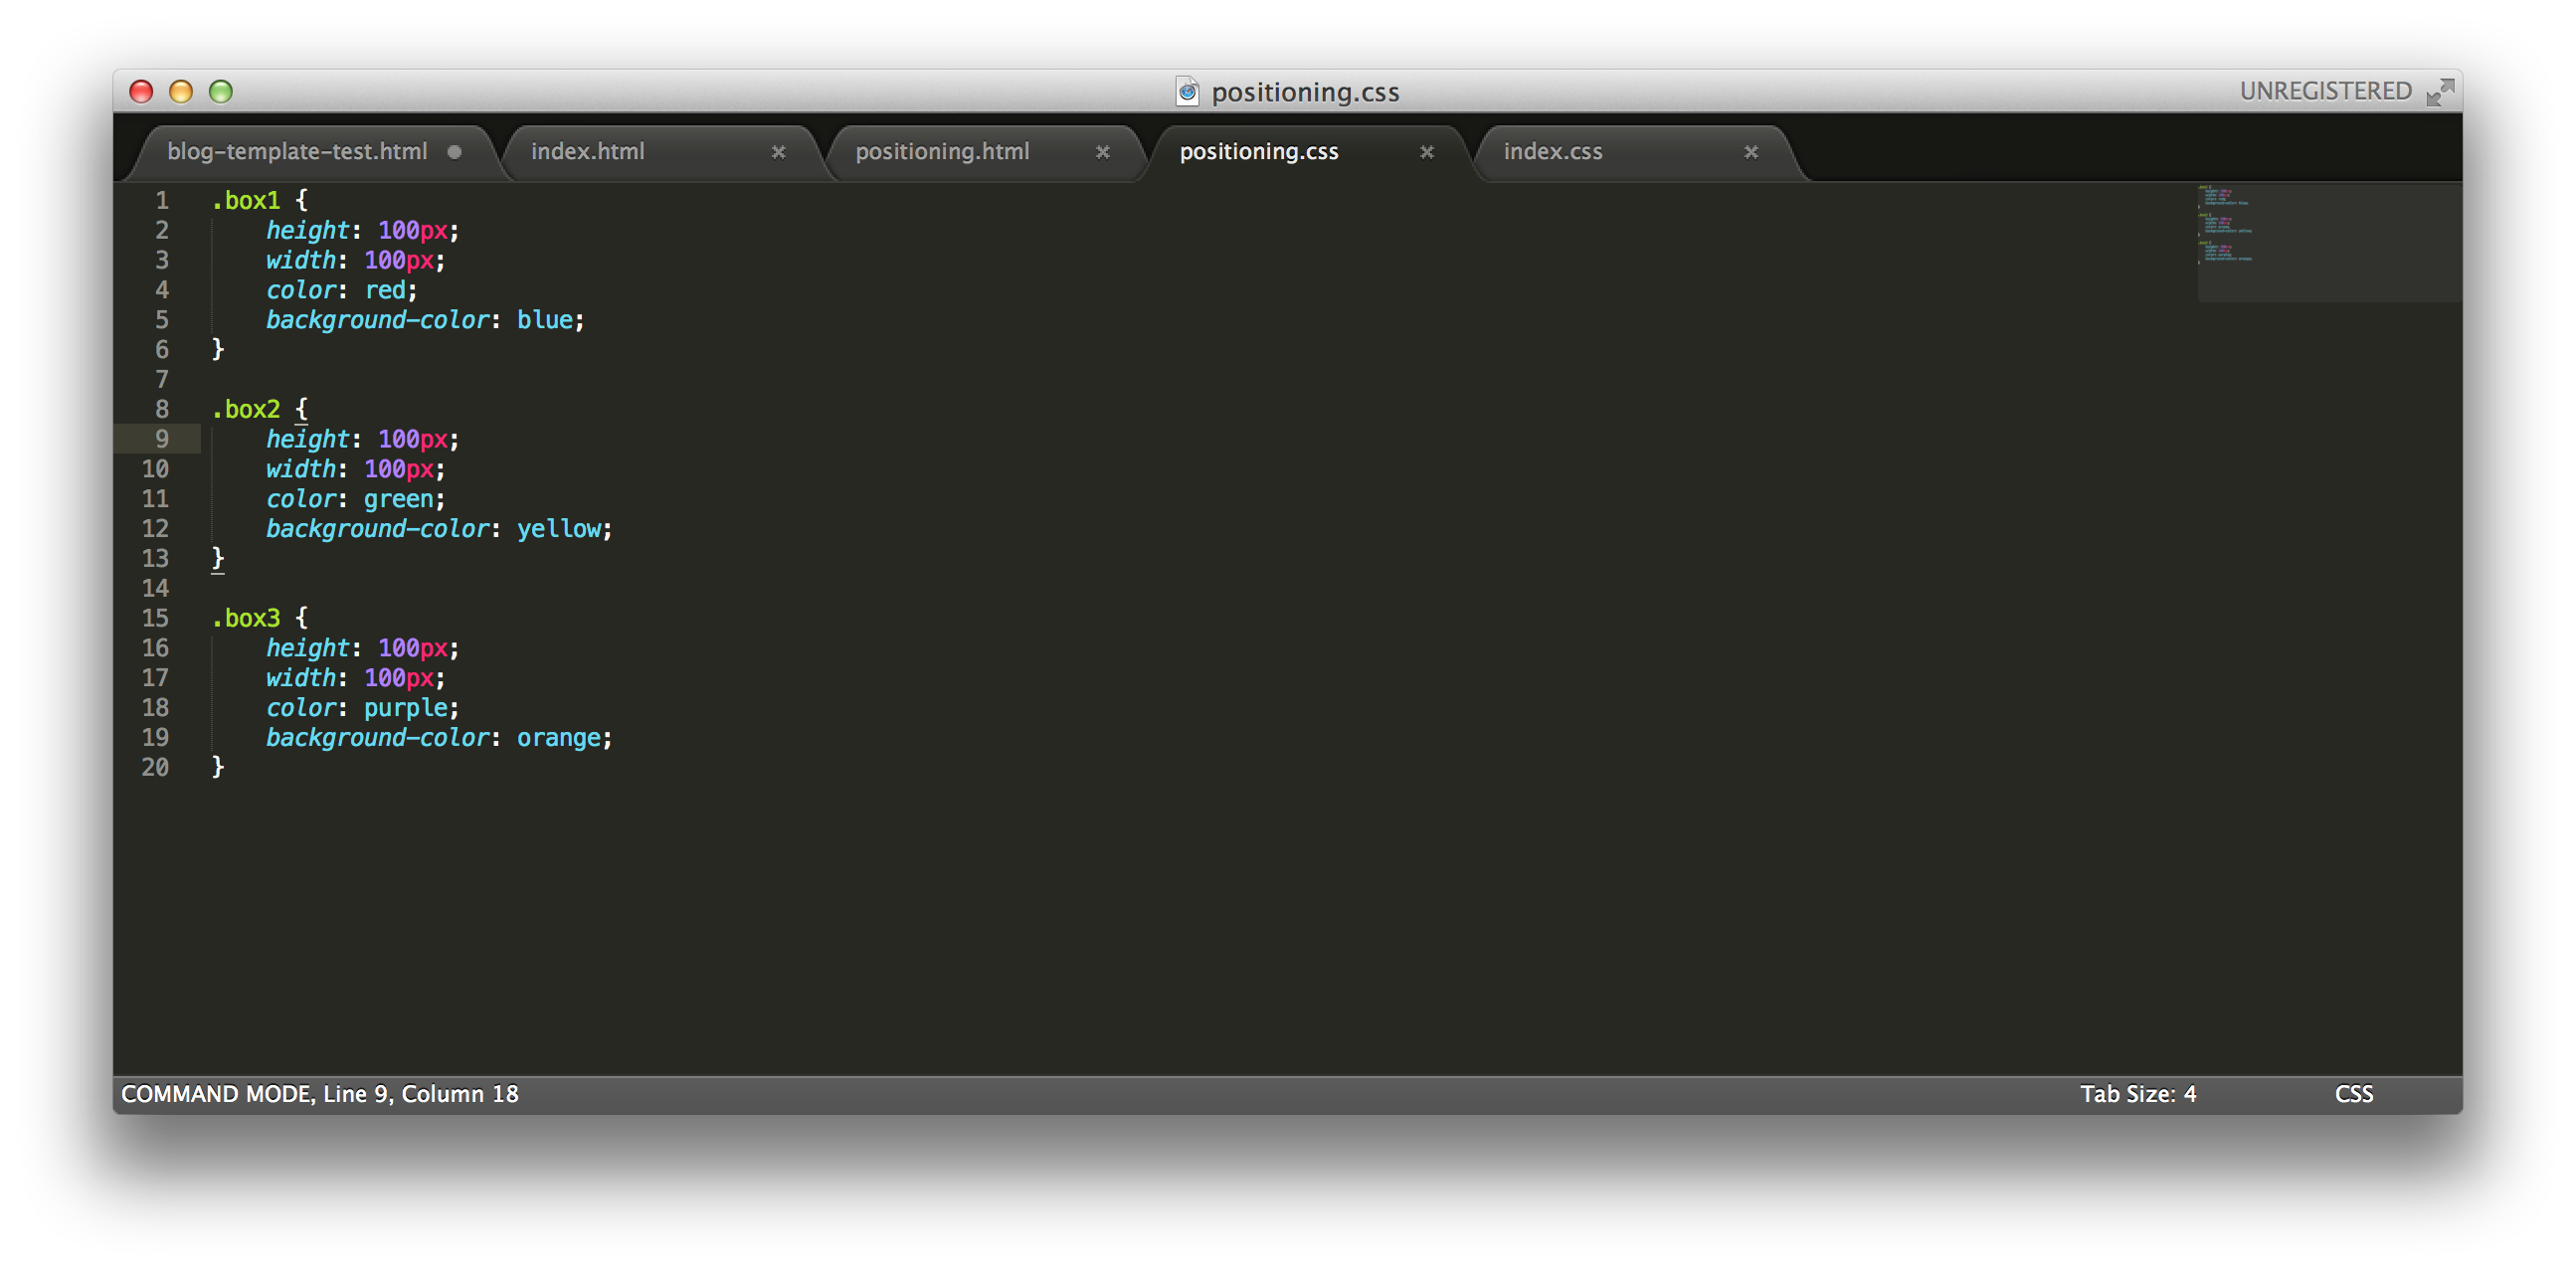 positioning.css
UNREGISTERED
blog-template-test.html
index.html
positioning.html
positioning.css
index.css
1 .box1 {
2 height: 100px;
3 width: 100px;
4 color: red;
5 background-color: blue;
6 }
7
8 .box2 {
9 height: 100px;
10 width: 100px;
11 color: green;
12 background-color: yellow;
13 }
14
15 .box3 {
16 height: 100px;
17 width: 100px;
18 color: purple;
19 background-color: orange;
20 }
COMMAND MODE, Line 9, Column 18
Tab Size: 4
CSS